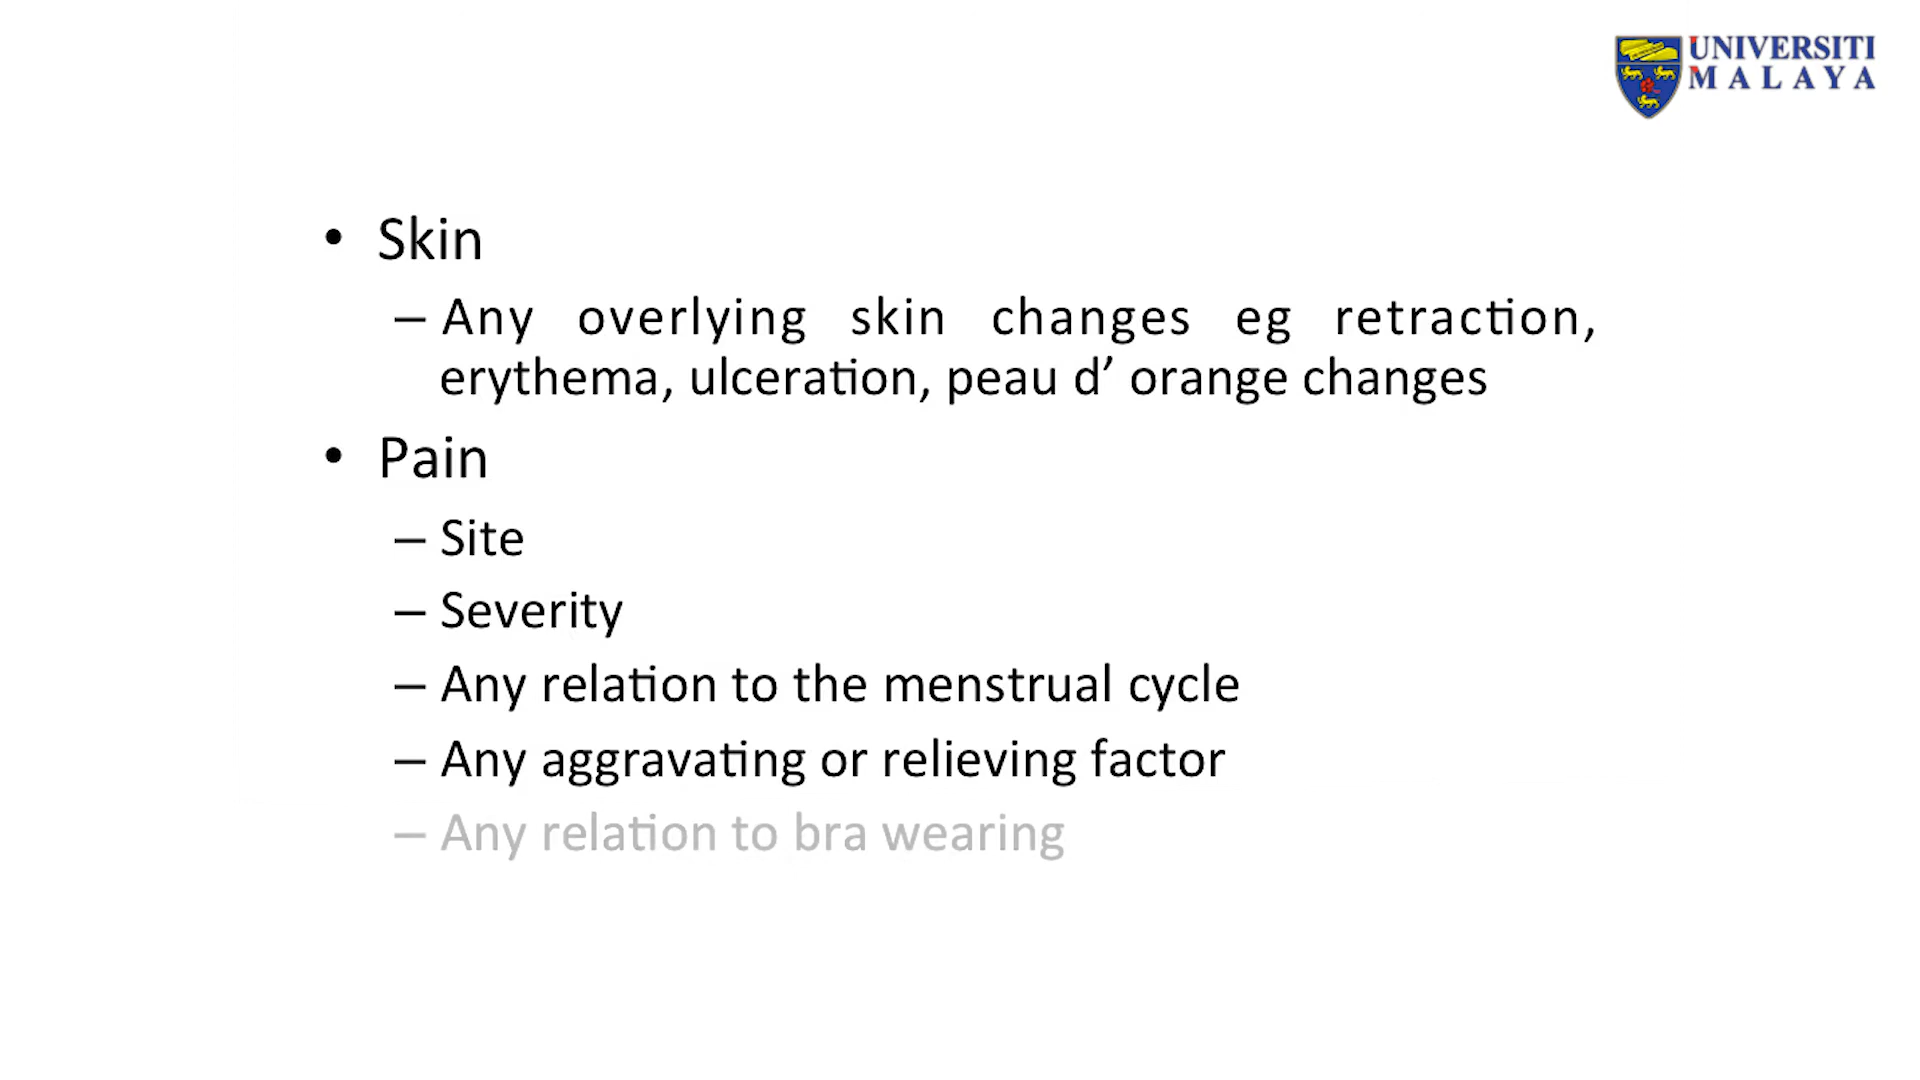 UNIVERSITI
MALAYA
• Skin
– Any overlying skin changes eg retraction,
erythema, ulceration, peau d’ orange changes
• Pain
– Site
– Severity
– Any relation to the menstrual cycle
– Any aggravating or relieving factor
– Any relation to bra wearing